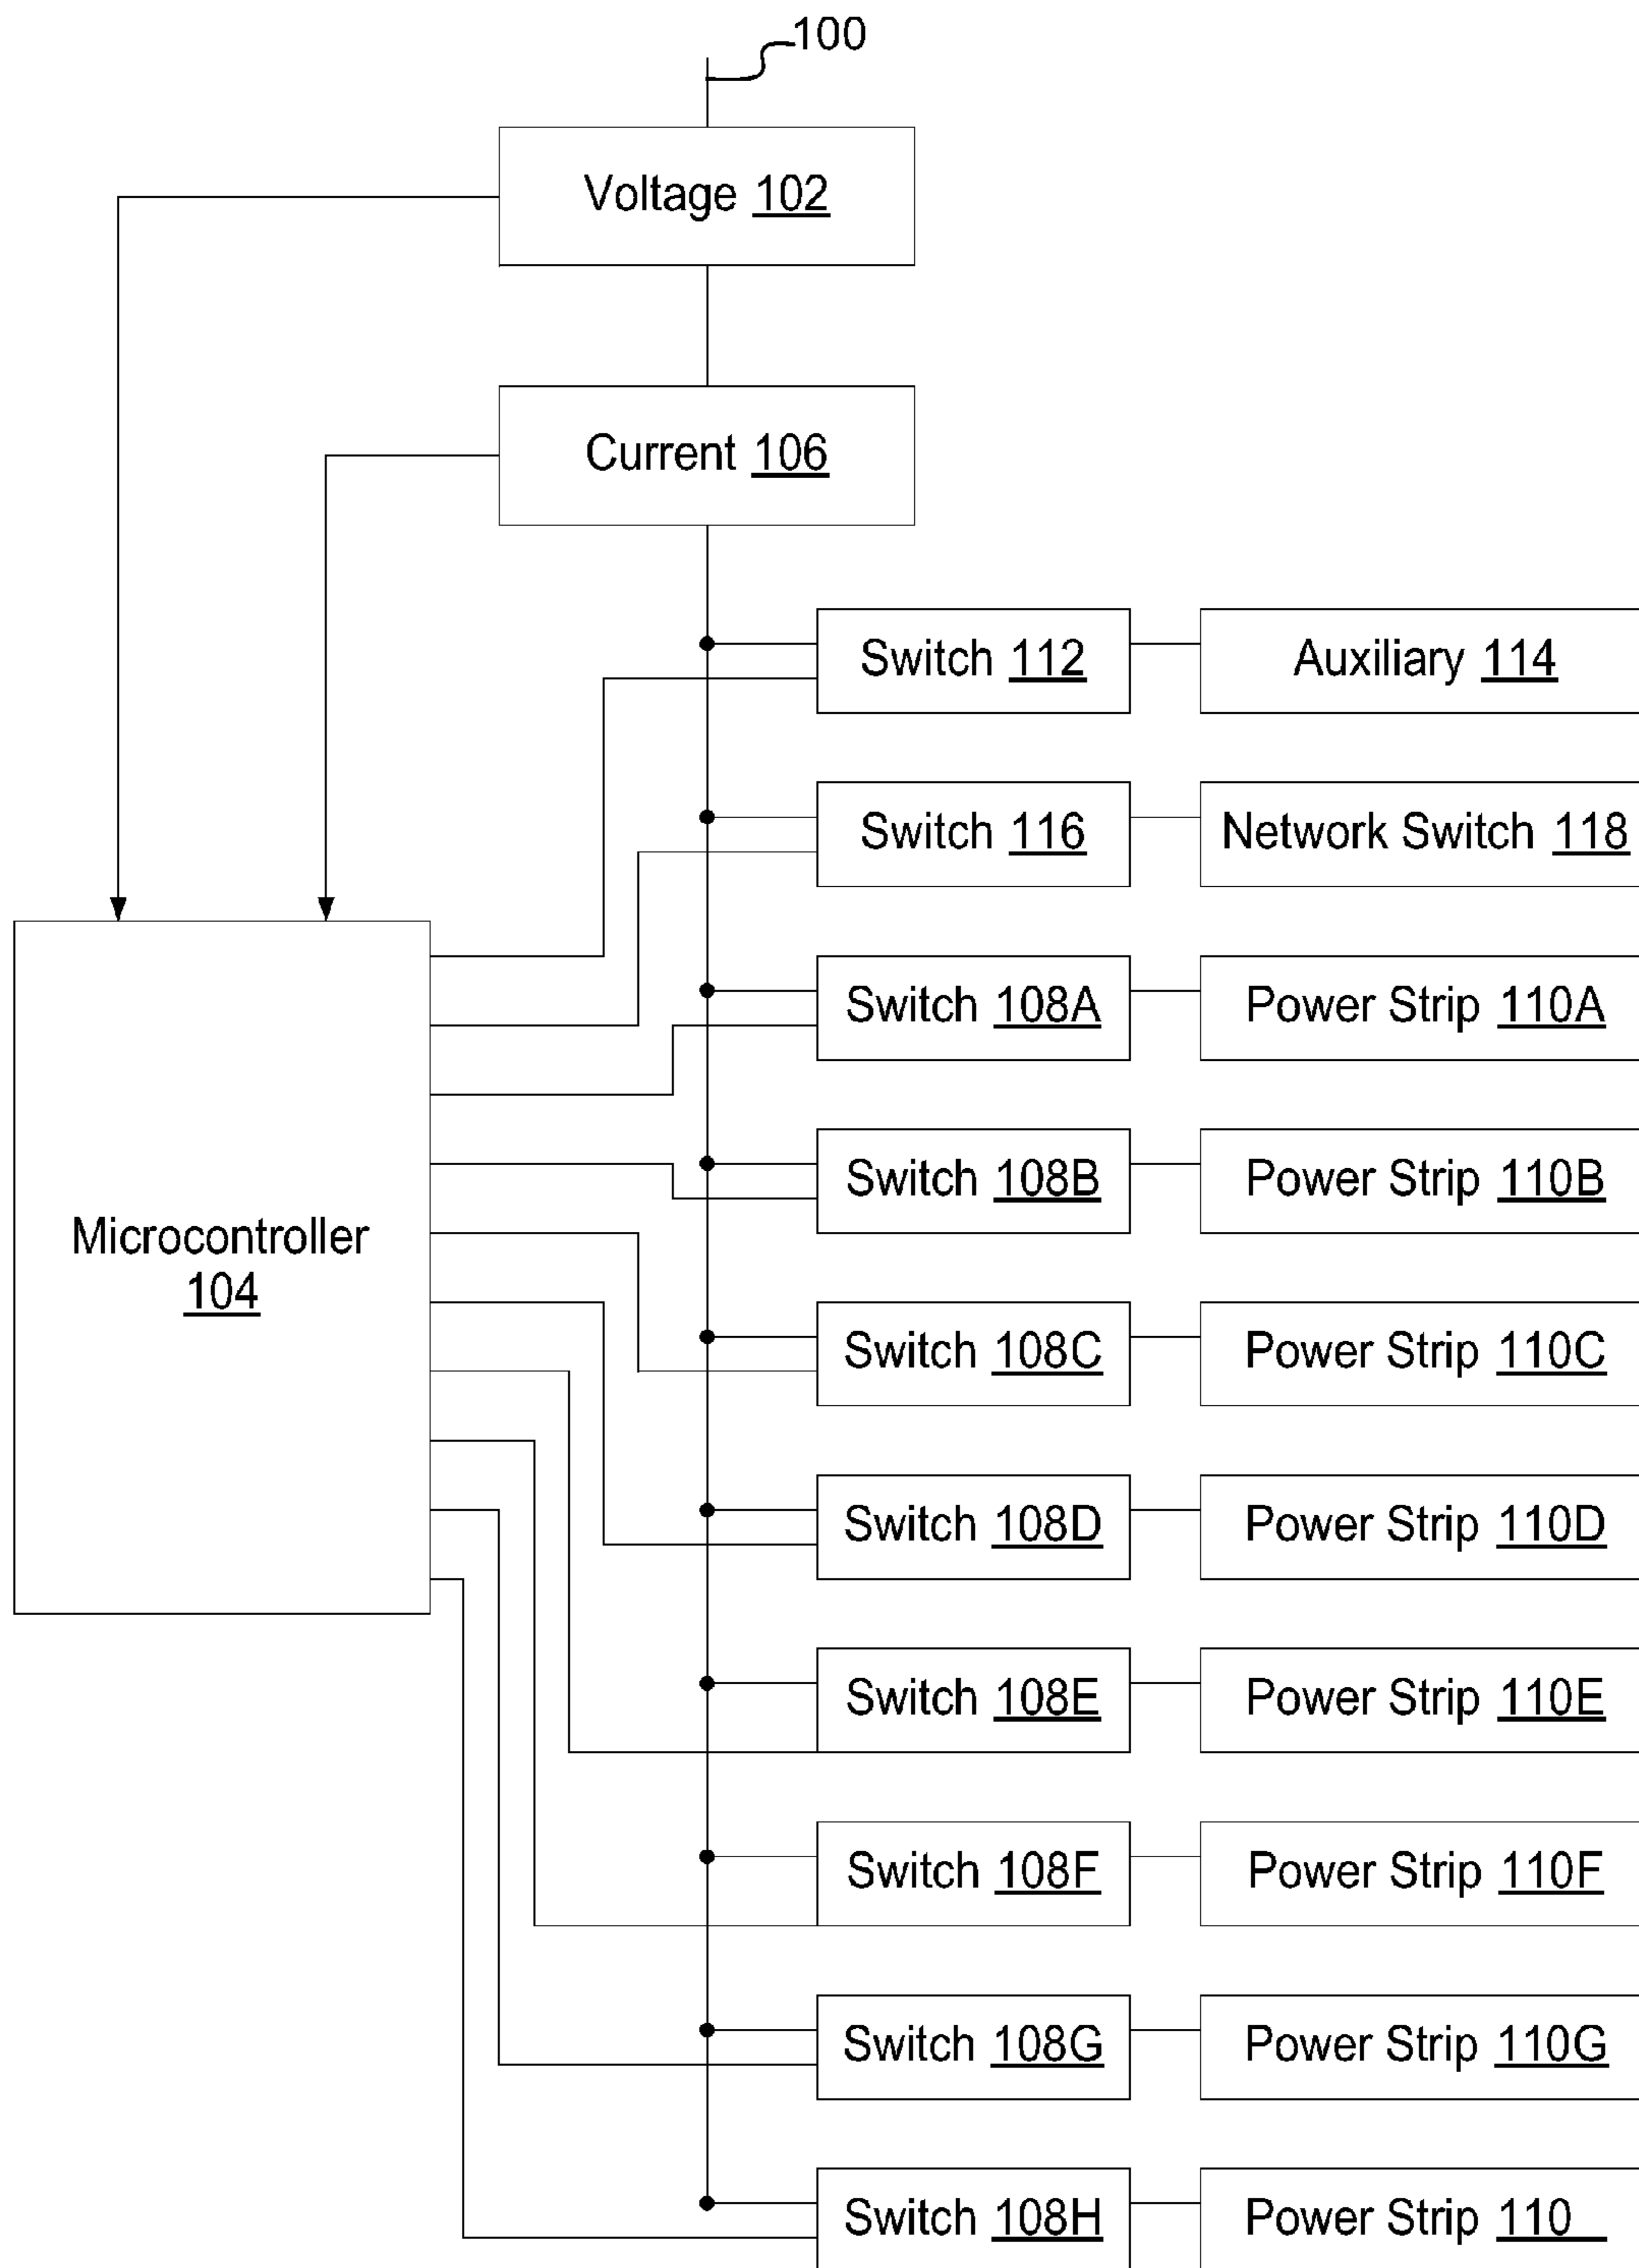 100
Voltage 102
Current 106
Switch 112
Auxiliary 114
Switch 116
Network Switch 118
Switch 108A
Power Strip 110A
Switch 108B
Power Strip 110B
Microcontroller
104
Switch 108C
Power Strip 110C
Switch 108D
Power Strip 110D
Switch 108E
Power Strip 110E
Switch 108F
Power Strip 110F
Switch 108G
Power Strip 110G
Switch 108H
Power Strip 110